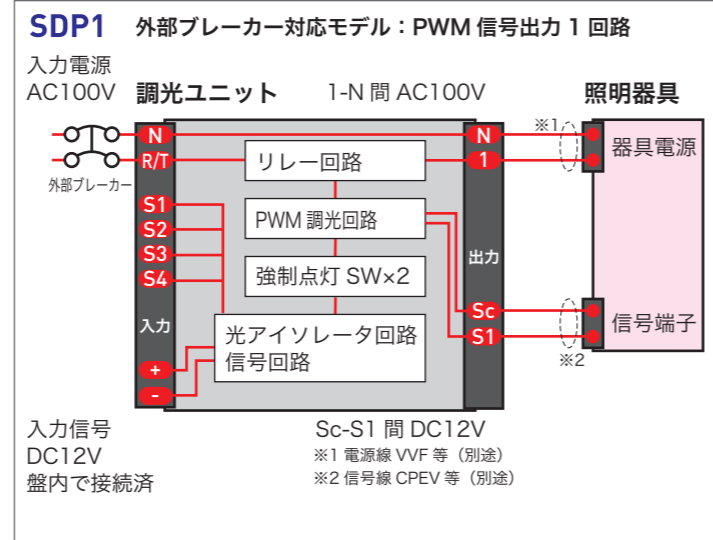 SDP1 外部ブレーカー対応モデル：PWM 信号出力 1 回路
入力電源
AC100V 調光ユニット 1-N 間 AC100V 照明器具
外部ブレーカー
N
R/T
S1
S2
S3
S4
入力
+
-
リレー回路
PWM 調光回路
強制点灯 SW×2
光アイソレータ回路
信号回路
N
1
出力
Sc
S1
※1
器具電源
信号端子
※2
入力信号
DC12V
盤内で接続済
Sc-S1 間 DC12V
※1 電源線 VVF 等（別途）
※2 信号線 CPEV 等（別途）